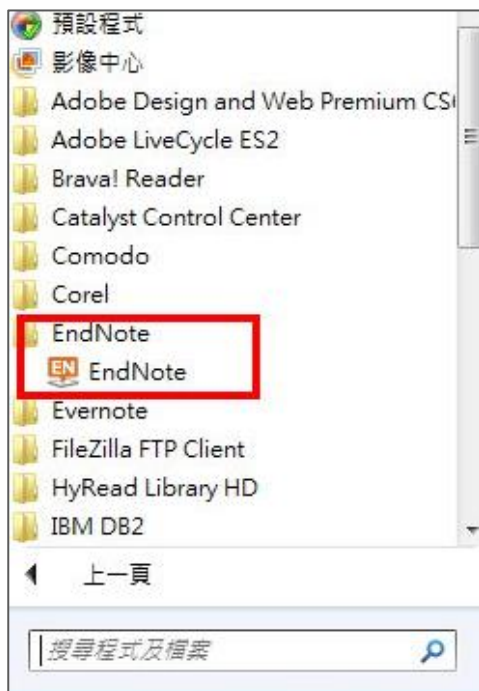 預設程式
影像中心
Adobe Design and Web Premium CS
Adobe LiveCycle ES2
Brava! Reader
Catalyst Control Center
Comodo
Corel
EndNote
EN EndNote
Evernote
FileZilla FTP Client
HyRead Library HD
IBM DB2
上一頁
搜尋程式及檔案